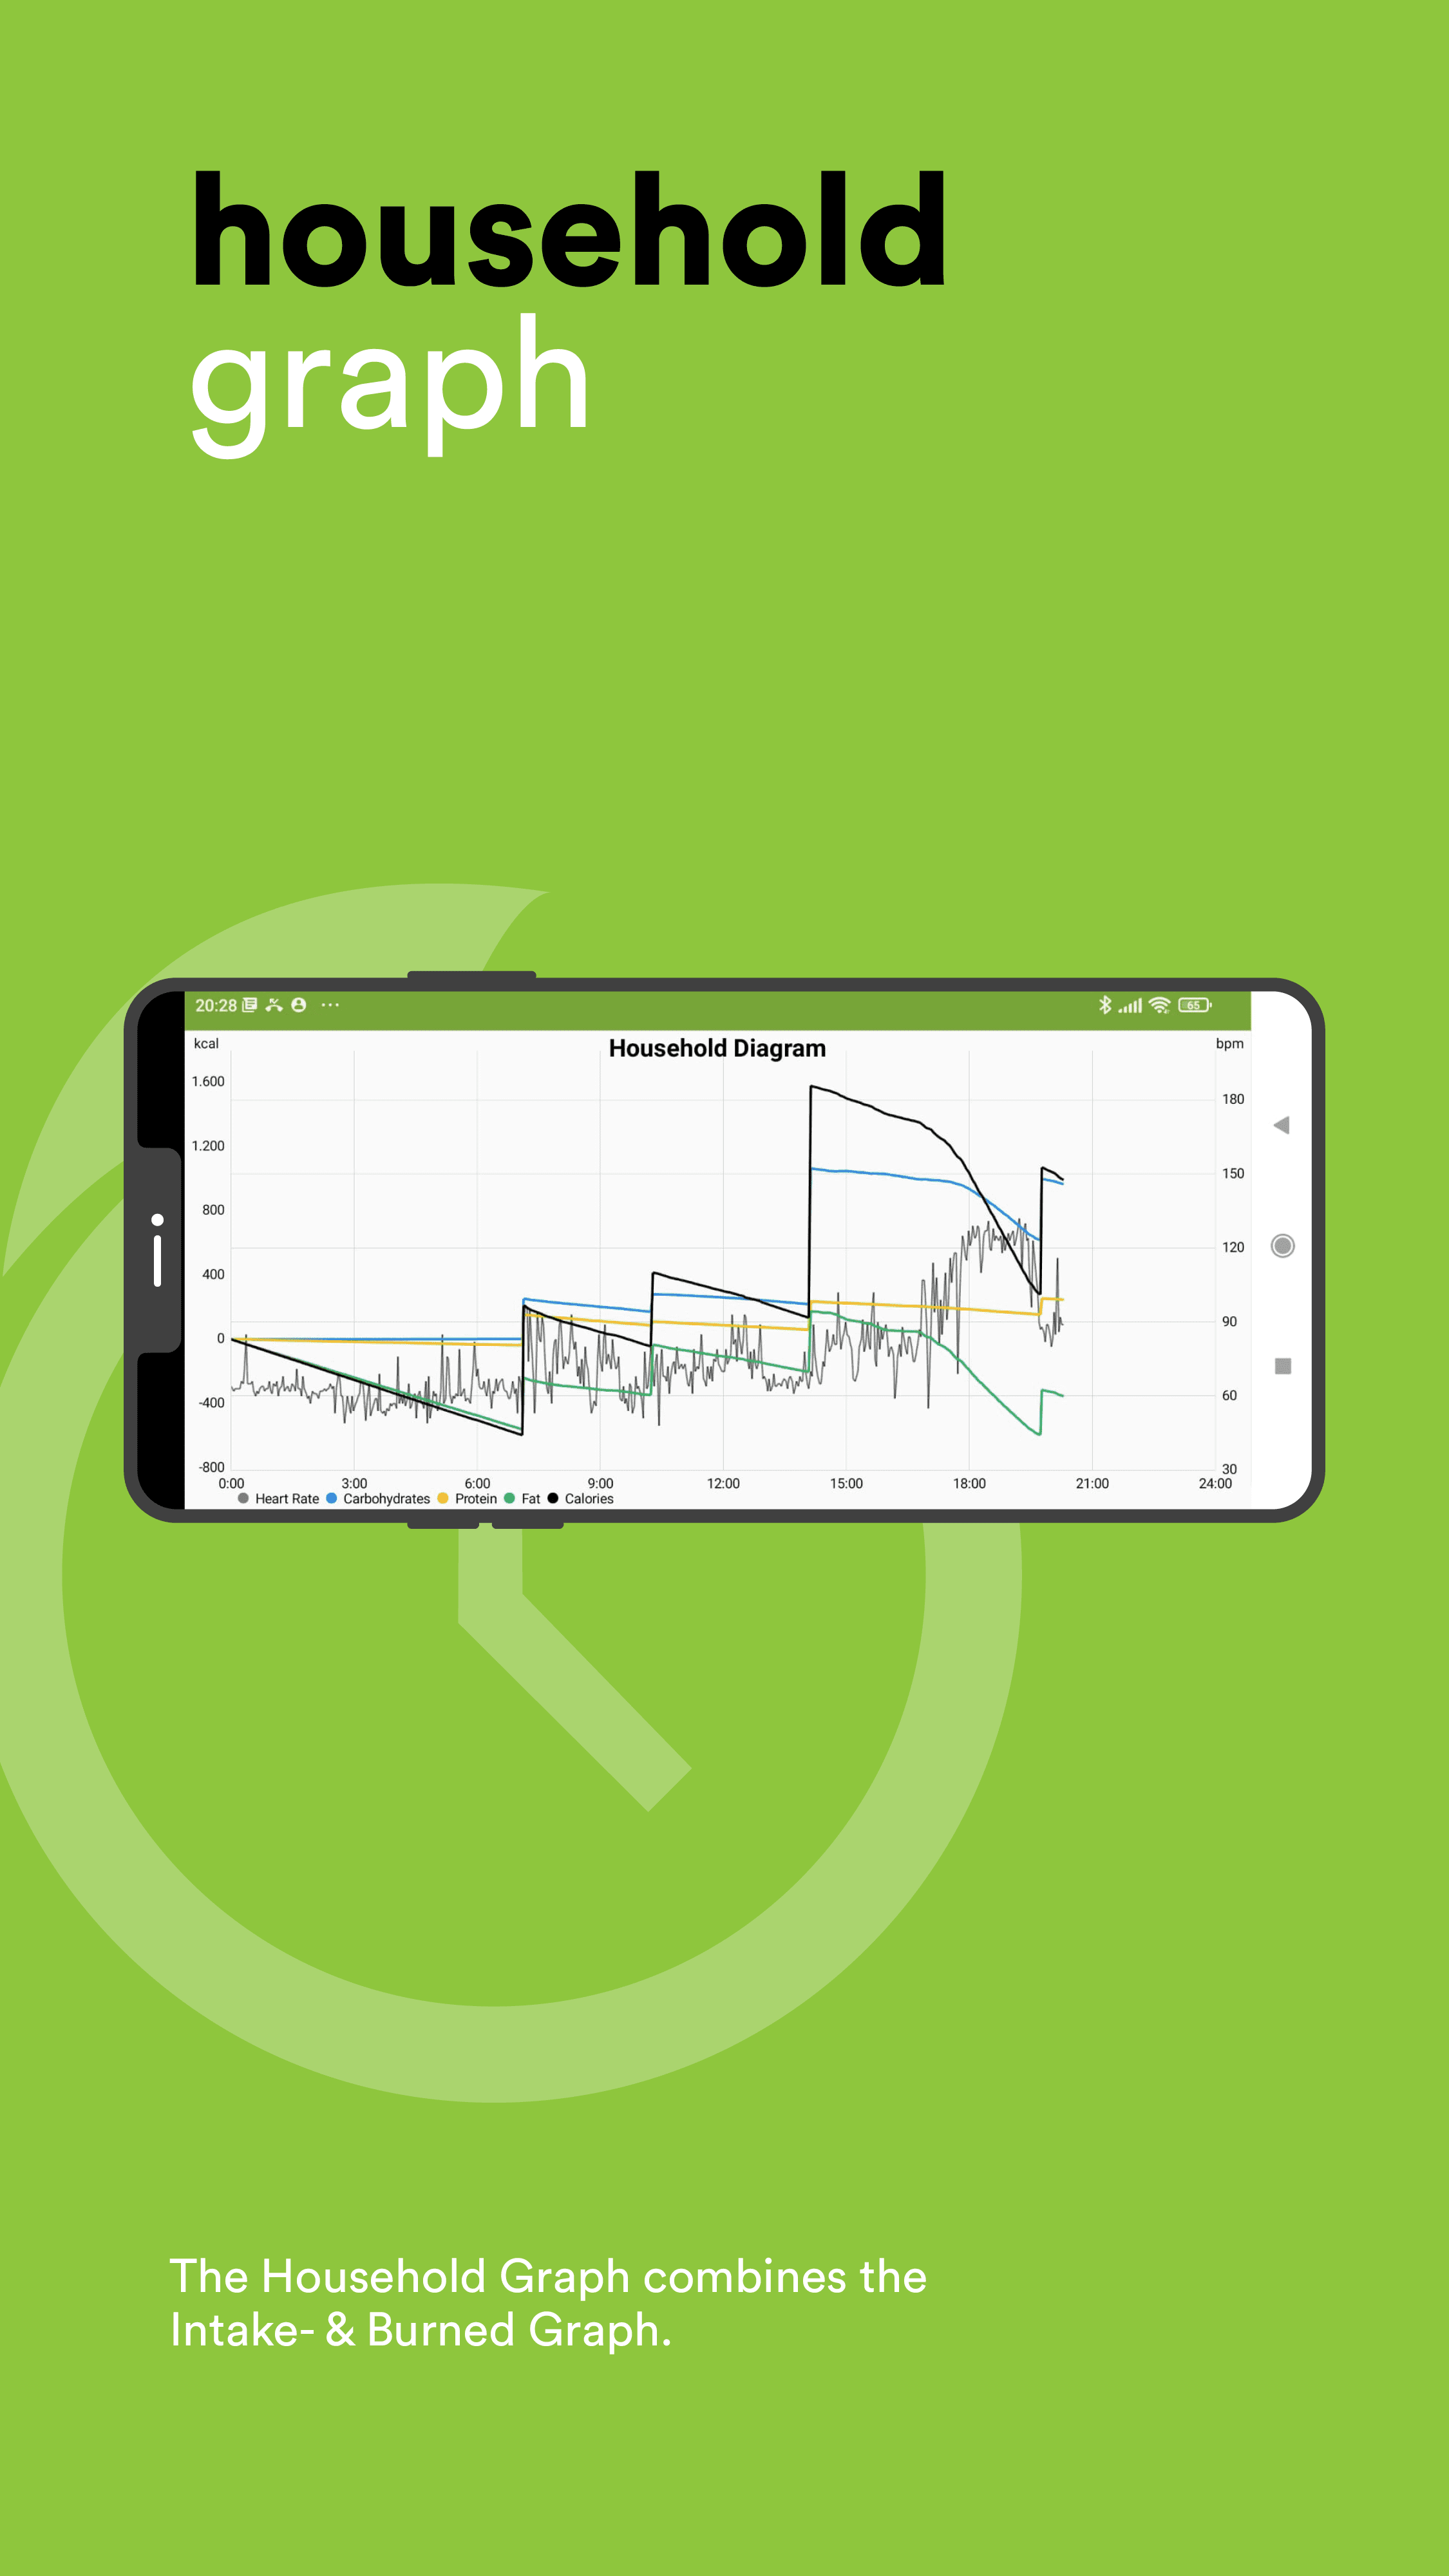 household
graph
20:28
65
kcal
Household Diagram
bpm
1.600
1.200
800
400
0
-400
-800
180
150
120
90
60
30
0:00 3:00 6:00 9:00 12:00 15:00 18:00 21:00 24:00
Heart Rate Carbohydrates Protein Fat Calories
The Household Graph combines the
Intake- & Burned Graph.